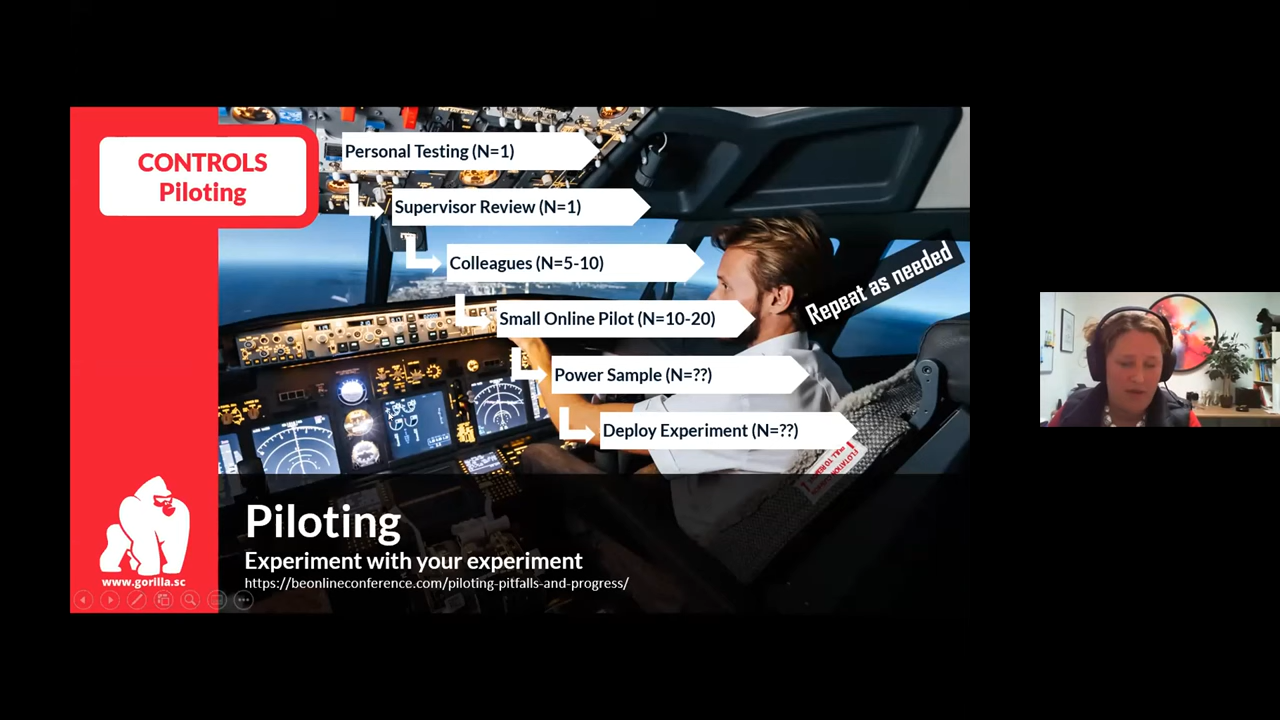 CONTROLS
Piloting
Personal Testing (N=1)
Supervisor Review (N=1)
Colleagues (N=5-10)
Small Online Pilot (N=10-20)
Power Sample (N=??)
Deploy Experiment (N=??)
Repeat as needed
Piloting
Experiment with your experiment
https://beonlineconference.com/piloting-pitfalls-and-progress/
www.gorilla.sc